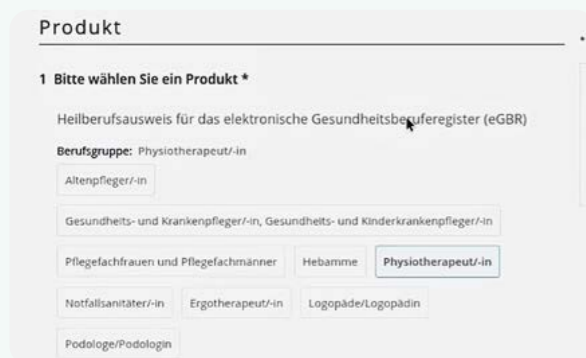 Produkt
1 Bitte wählen Sie ein Produkt *
Heilberufsausweis für das elektronische Gesundheitsberuferegister (eGBR)
Berufsgruppe: Physiotherapeut/-in
Altenpfleger/-in
Gesundheits- und Krankenpfleger/-in, Gesundheits- und Kinderkrankenpfleger/-in
Pflegefachfrauen und Pflegefachmänner Hebamme Physiotherapeut/-in
Notfallsanitäter/-in Ergotherapeut/-in Logopäde/Logopädin
Podologe/Podologin